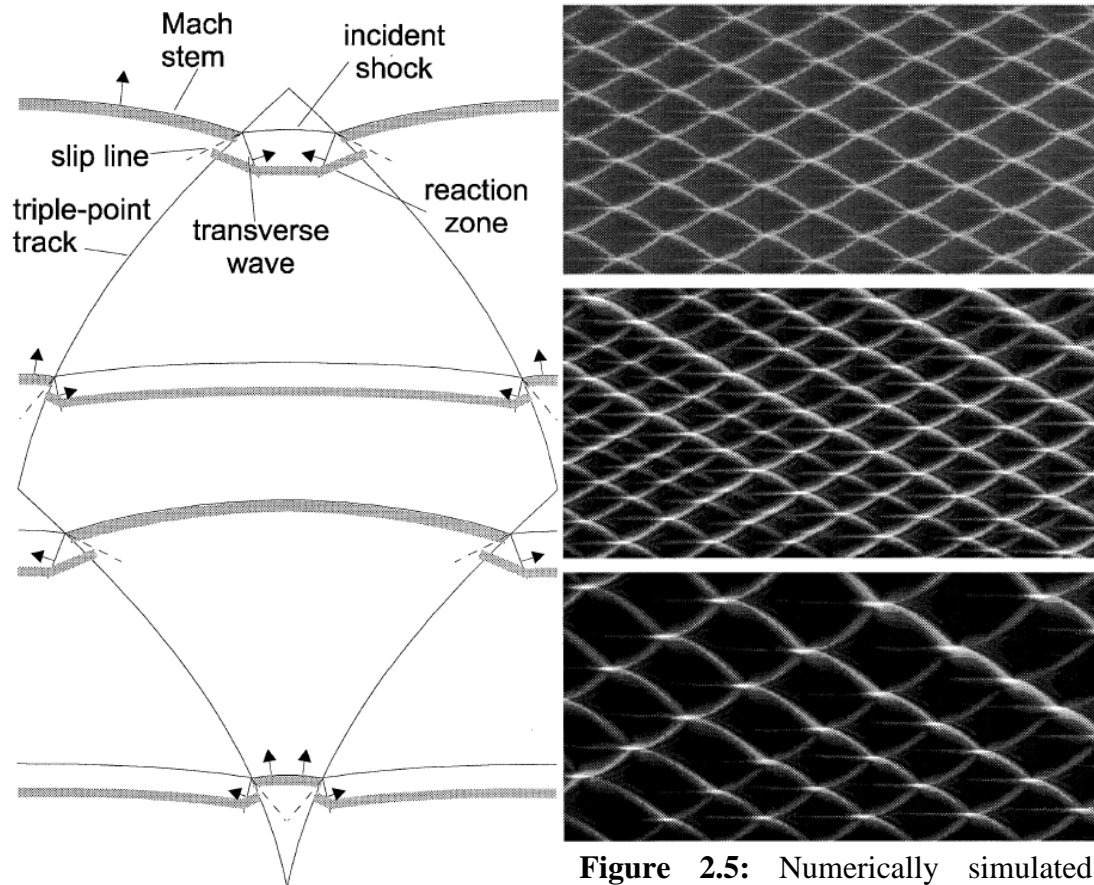 Mach
stem
incident
shock
slip line
reaction
zone
triple-point
track
transverse
wave
Figure 2.5: Numerically simulated